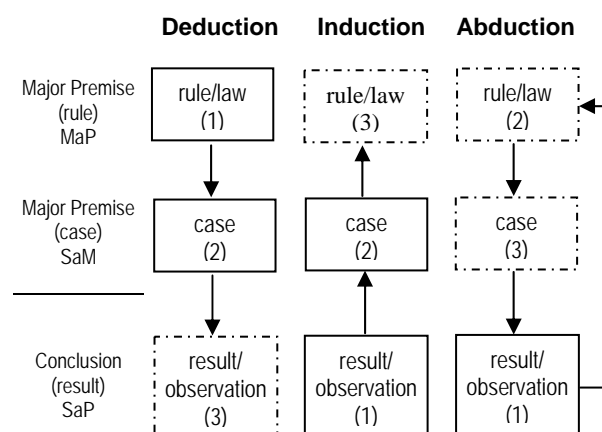 Deduction Induction Abduction
Major Premise
(rule)
MaP
rule/law
(1)
rule/law
(3)
rule/law
(2)
Major Premise
(case)
SaM
case
(2)
case
(2)
case
(3)
Conclusion
(result)
SaP
result/
observation
(3)
result/
observation
(1)
result/
observation
(1)